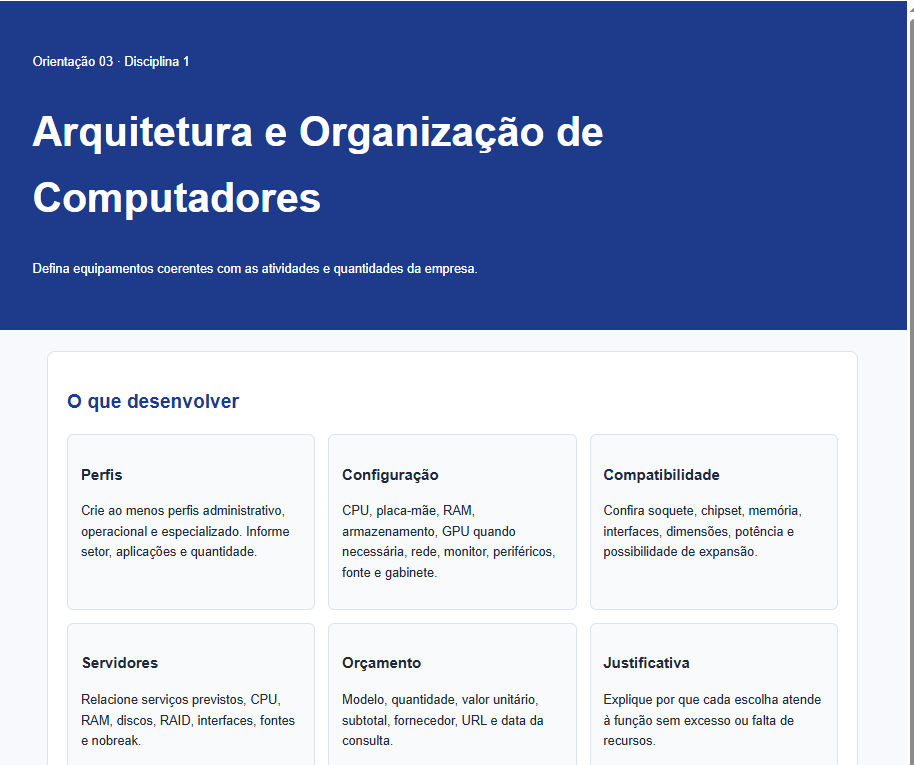 Orientação 03 · Disciplina 1
Arquitetura e Organização de
Computadores
Defina equipamentos coerentes com as atividades e quantidades da empresa.
O que desenvolver
Perfis
Crie ao menos perfis administrativo,
operacional e especializado. Informe
setor, aplicações e quantidade.
Configuração
CPU, placa-mãe, RAM,
armazenamento, GPU quando
necessária, rede, monitor, periféricos,
fonte e gabinete.
Compatibilidade
Confira soquete, chipset, memória,
interfaces, dimensões, potência e
possibilidade de expansão.
Servidores
Relacione serviços previstos, CPU,
RAM, discos, RAID, interfaces, fontes
e nobreak.
Orçamento
Modelo, quantidade, valor unitário,
subtotal, fornecedor, URL e data da
consulta.
Justificativa
Explique por que cada escolha atende
à função sem excesso ou falta de
recursos.